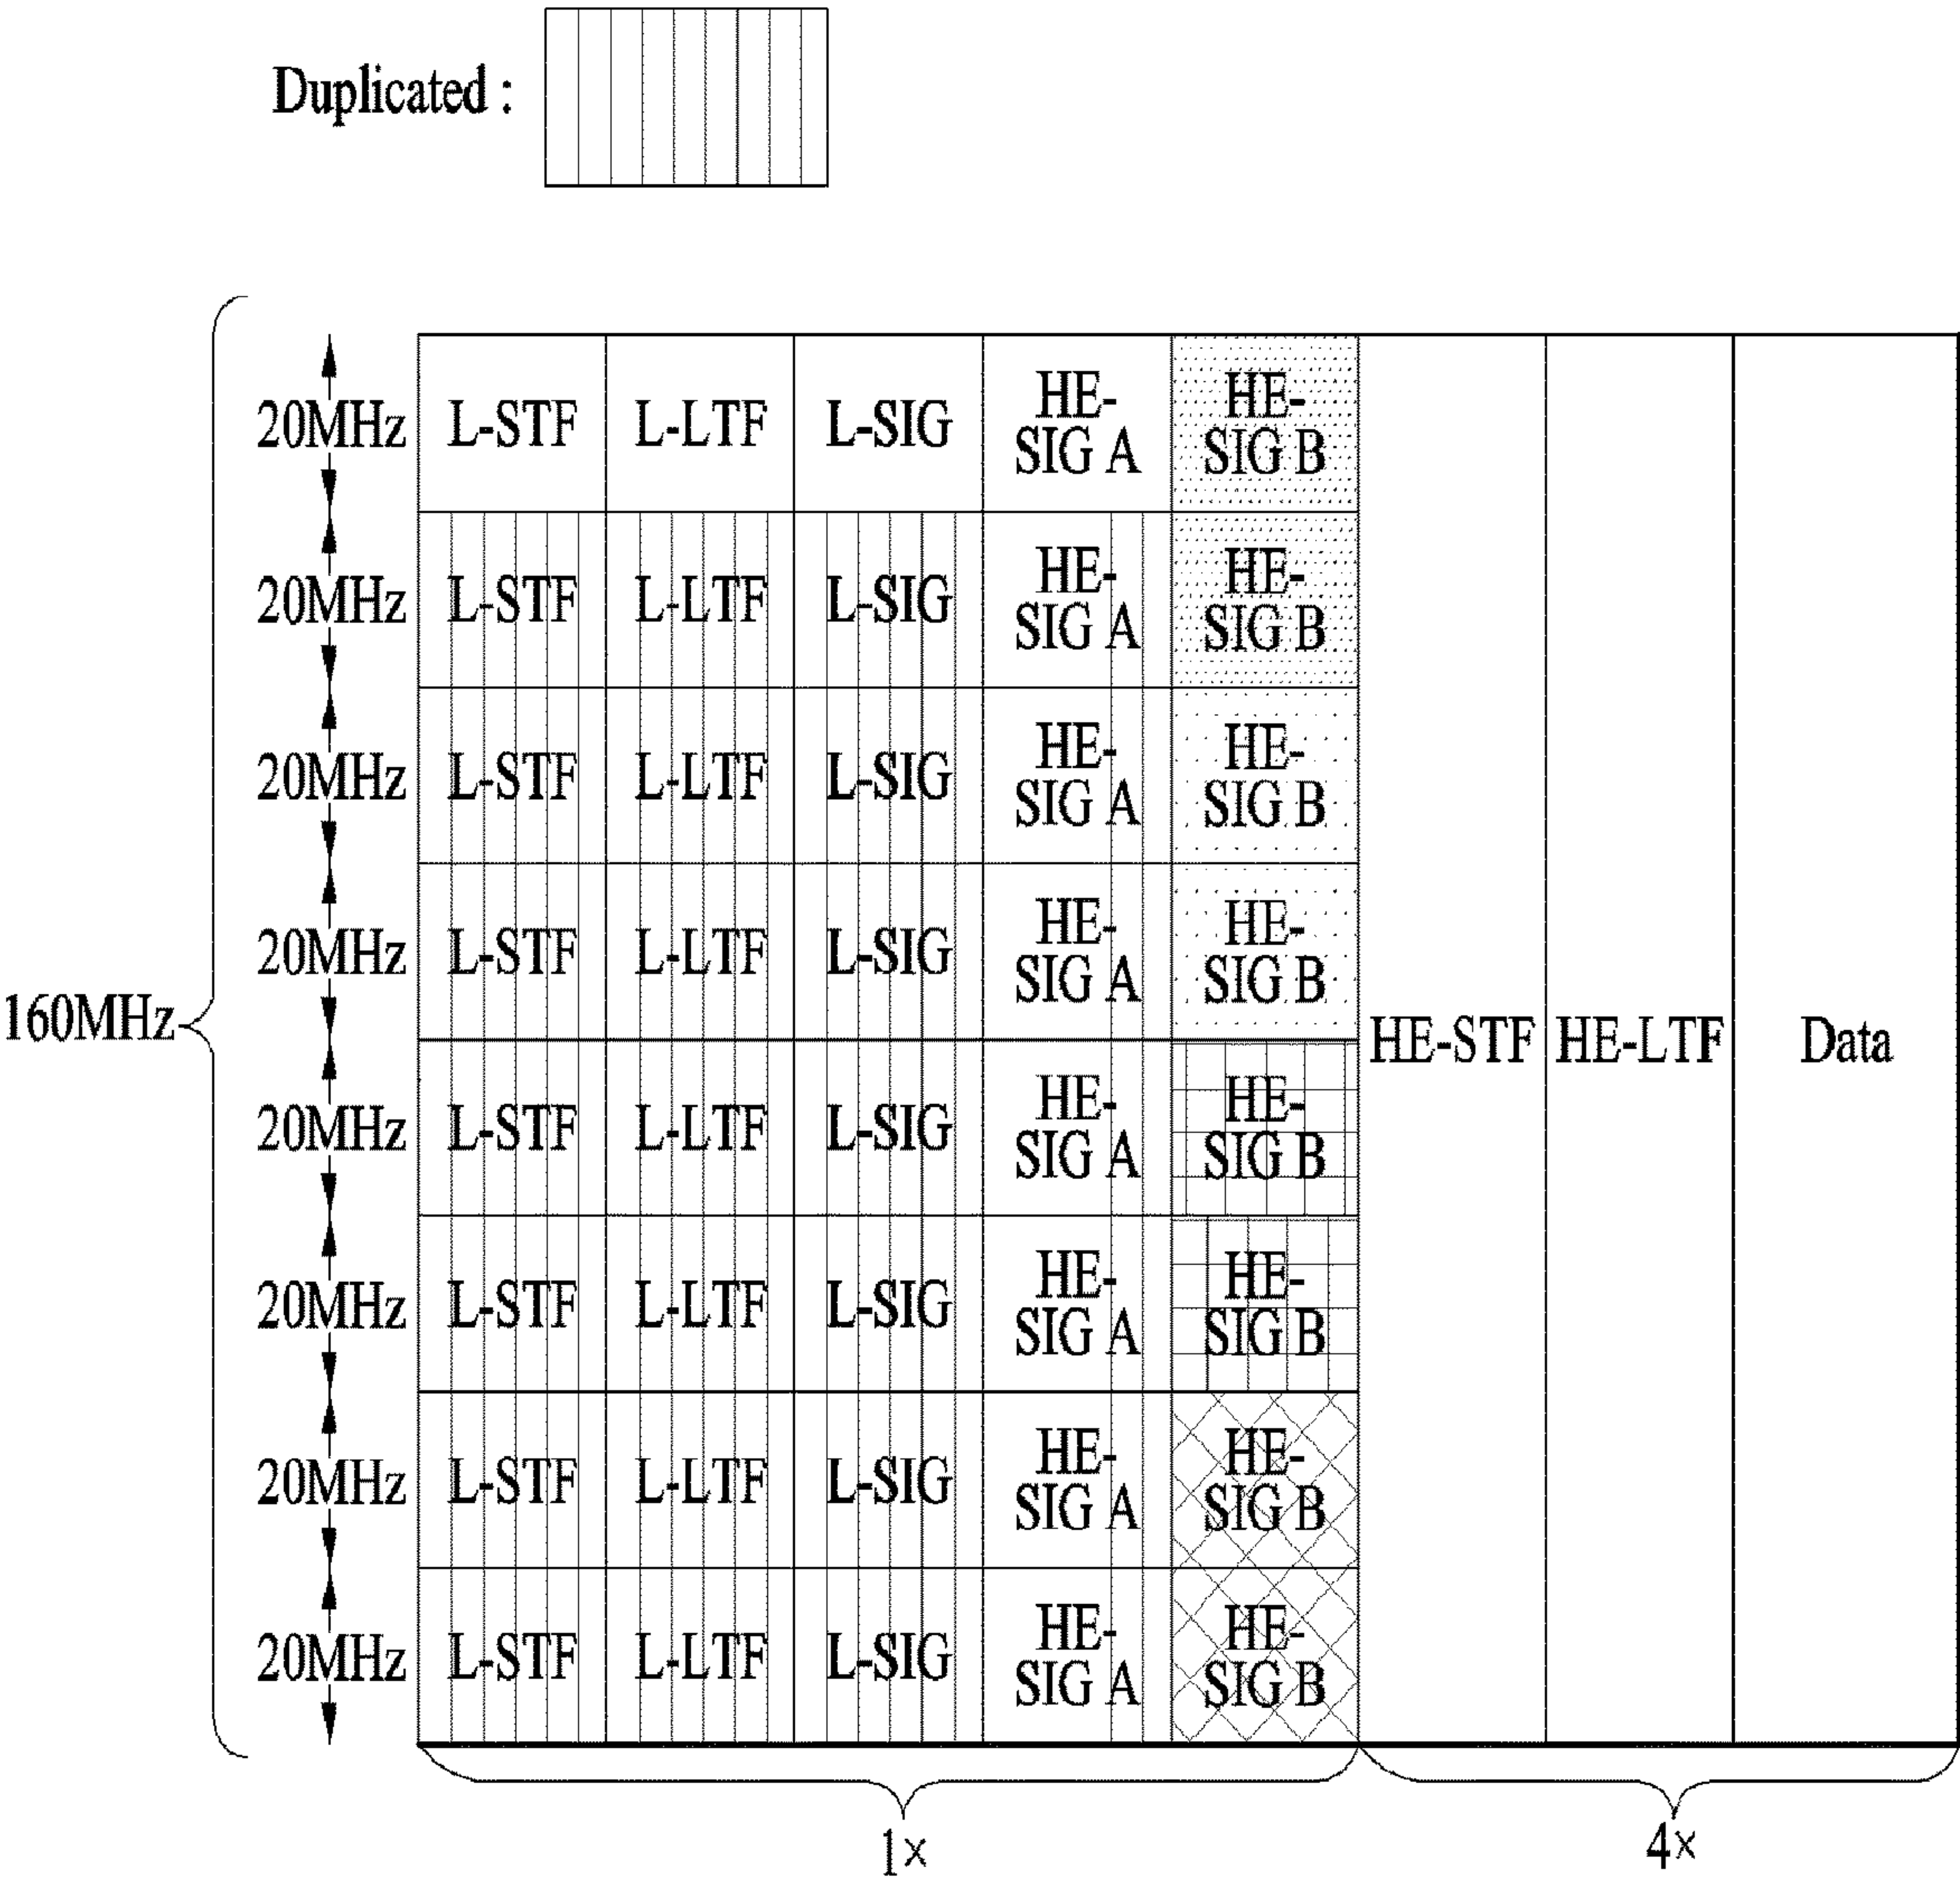 Duplicated :
20MHz L-STF L-LTF L-SIG HE- SIG A HE- SIG B
20MHz L-STF L-LTF L-SIG HE- SIG A HE- SIG B
20MHz L-STF L-LTF L-SIG HE- SIG A HE- SIG B
20MHz L-STF L-LTF L-SIG HE- SIG A HE- SIG B
160MHz HE-STF HE-LTF Data
20MHz L-STF L-LTF L-SIG HE- SIG A HE- SIG B
20MHz L-STF L-LTF L-SIG HE- SIG A HE- SIG B
20MHz L-STF L-LTF L-SIG HE- SIG A HE- SIG B
20MHz L-STF L-LTF L-SIG HE- SIG A HE- SIG B
1× 4×